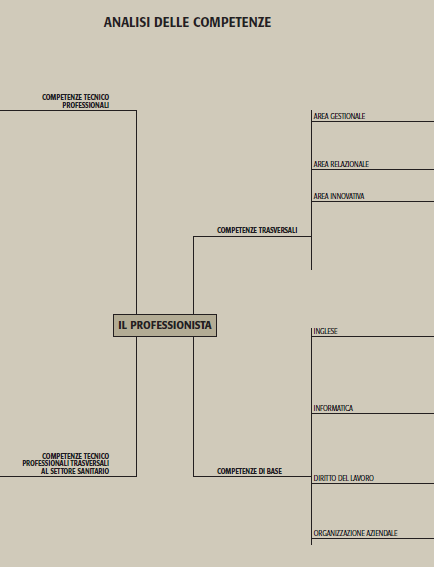 ANALISI DELLE COMPETENZE
COMPETENZE TECNICO
PROFESSIONALI
AREA GESTIONALE
AREA RELAZIONALE
AREA INNOVATIVA
COMPETENZE TRASVERSALI
IL PROFESSIONISTA
INGLESE
INFORMATICA
COMPETENZE TECNICO
PROFESSIONALI TRASVERSALI
AL SETTORE SANITARIO
COMPETENZE DI BASE
DIRITTO DEL LAVORO
ORGANIZZAZIONE AZIENDALE